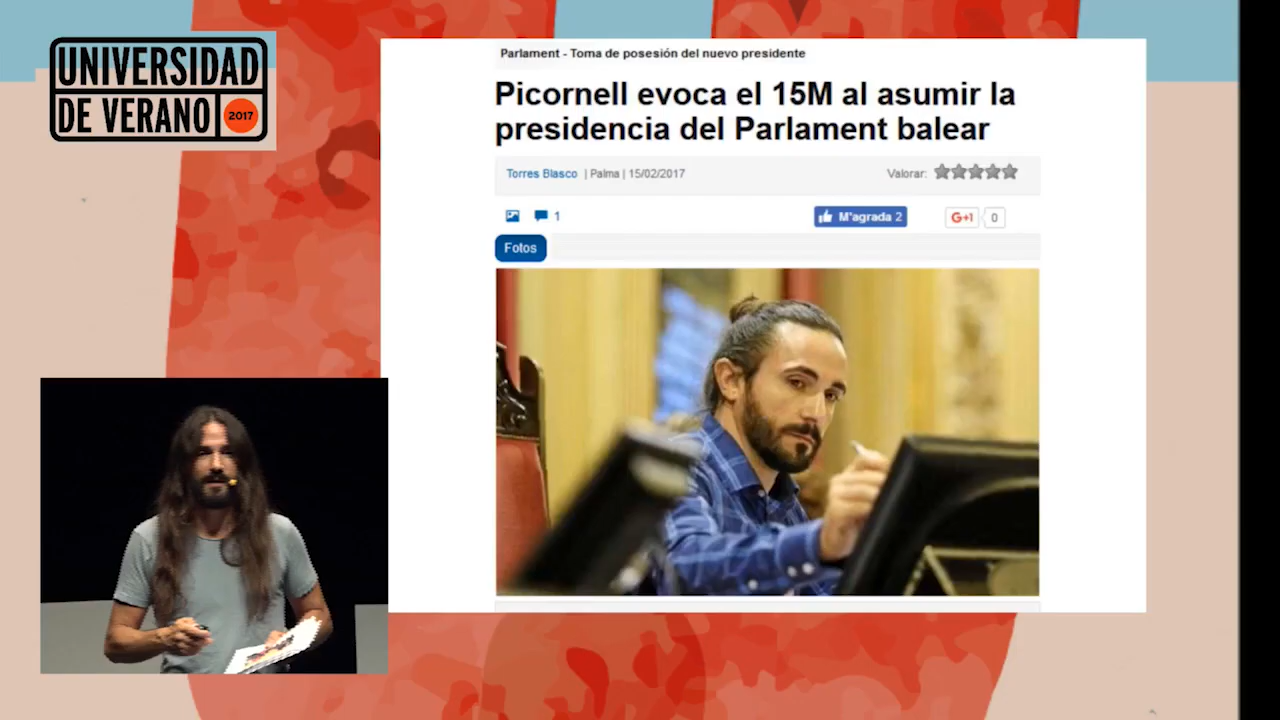 UNIVERSIDAD
DE VERANO
2017
Parlament - Toma de posesión del nuevo presidente
Picornell evoca el 15M al asumir la
presidencia del Parlament balear
Torres Blasco | Palma | 15/02/2017
Valorar:
1
M'agrada 2
G+1 0
Fotos